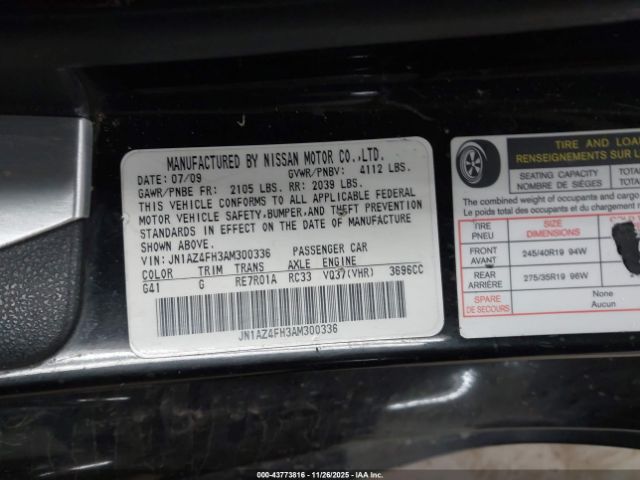 MANUFACTURED BY NISSAN MOTOR CO.,LTD.
DATE: 07/09 GVWR/PNBV: 4112 LBS.
GAWR/PNBE FR: 2105 LBS. RR: 2039 LBS.
THIS VEHICLE CONFORMS TO ALL APPLICABLE FEDERAL
MOTOR VEHICLE SAFETY,BUMPER,AND THEFT PREVENTION
STANDARDS IN EFFECT ON THE DATE OF MANUFACTURE
SHOWN ABOVE.
VIN: JN1AZ4FH3AM300336 PASSENGER CAR
COLOR TRIM TRANS AXLE ENGINE
G41 G RE7R01A RC33 VQ37(VHR) 3696CC
JN1AZ4FH3AM300336
TIRE AND LOA
RENSEIGNEMENTS SUR L
SEATING CAPACITY
NOMBRE DE SIÈGES
The combined weight of occupants and cargo
Le poids total des occupants et du chargement
TIRE SIZE
PNEU DIMENSIONS
FRONT
AVANT 245/40R19 94W
REAR
ARRIÈRE 275/35R19 96W
SPARE None
DE SECOURS Aucun
© - 43773816 - 11/26/2025 - IAA Inc.